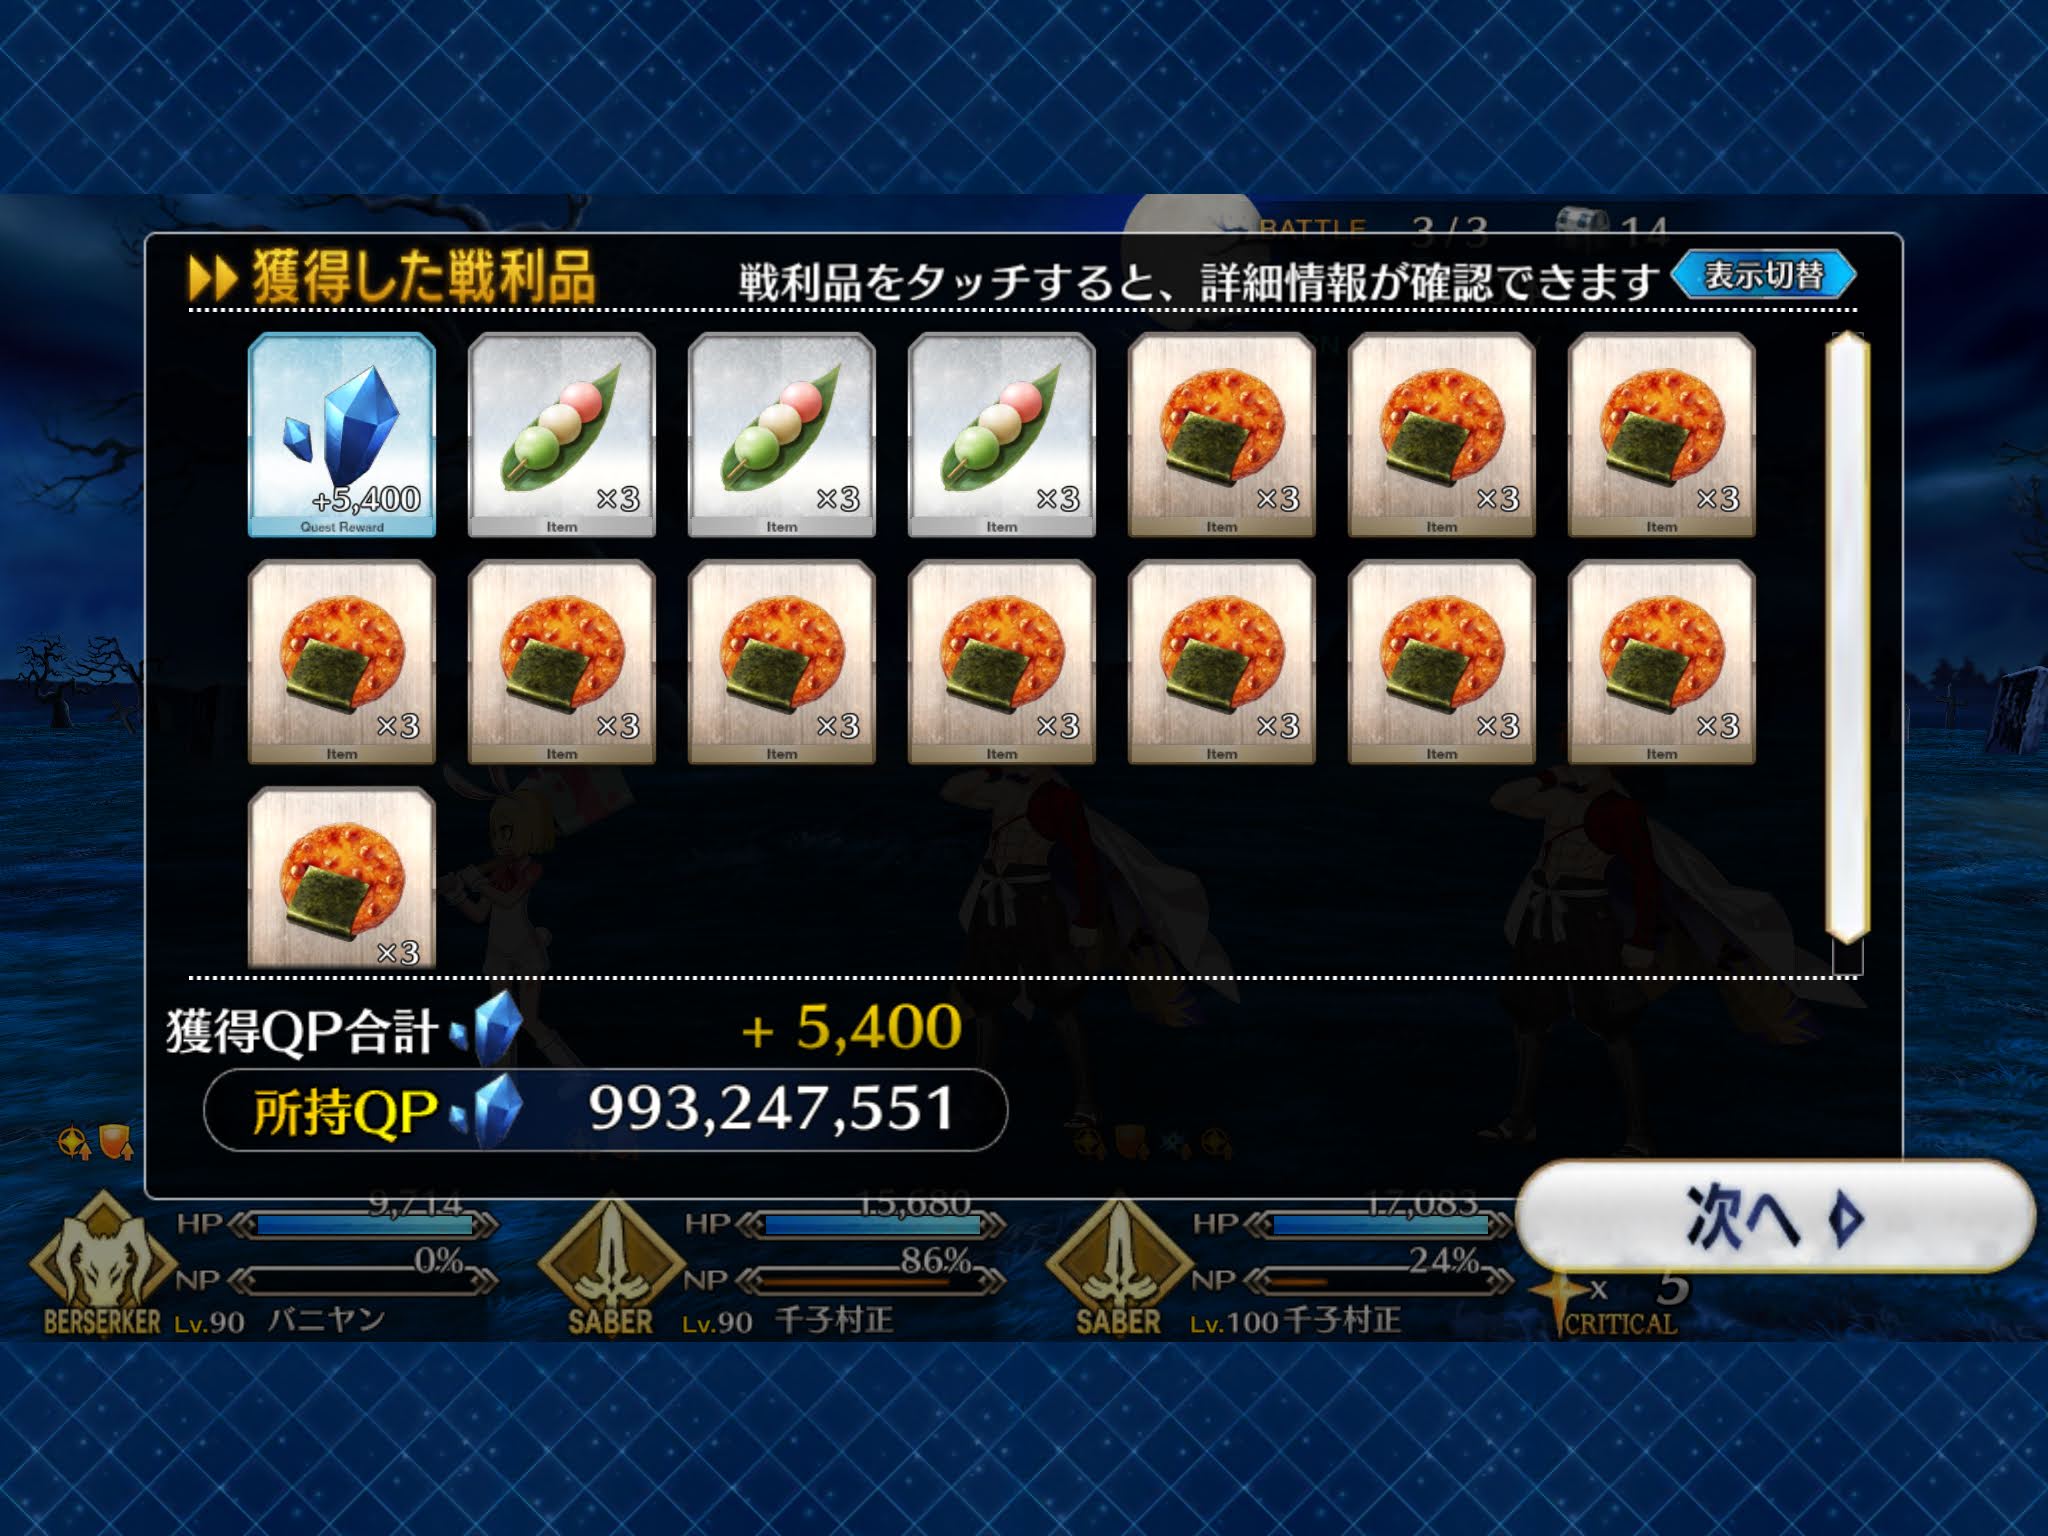 BATTLE 3/3 14
獲得した戦利品
戦利品をタッチすると、詳細情報が確認できます
表示切替
+5,400
Quest Reward
×3
Item
×3
Item
×3
Item
×3
Item
×3
Item
×3
Item
×3
Item
×3
Item
×3
Item
×3
Item
×3
Item
×3
Item
×3
Item
×3
獲得QP合計 + 5,400
所持QP 993,247,551
次へ
HP 9,714
NP 0%
BERSERKER Lv.90 バニヤン
HP 15,680
NP 86%
SABER Lv.90 千子村正
HP 17,083
NP 24%
SABER Lv.100 千子村正
x 5
CRITICAL